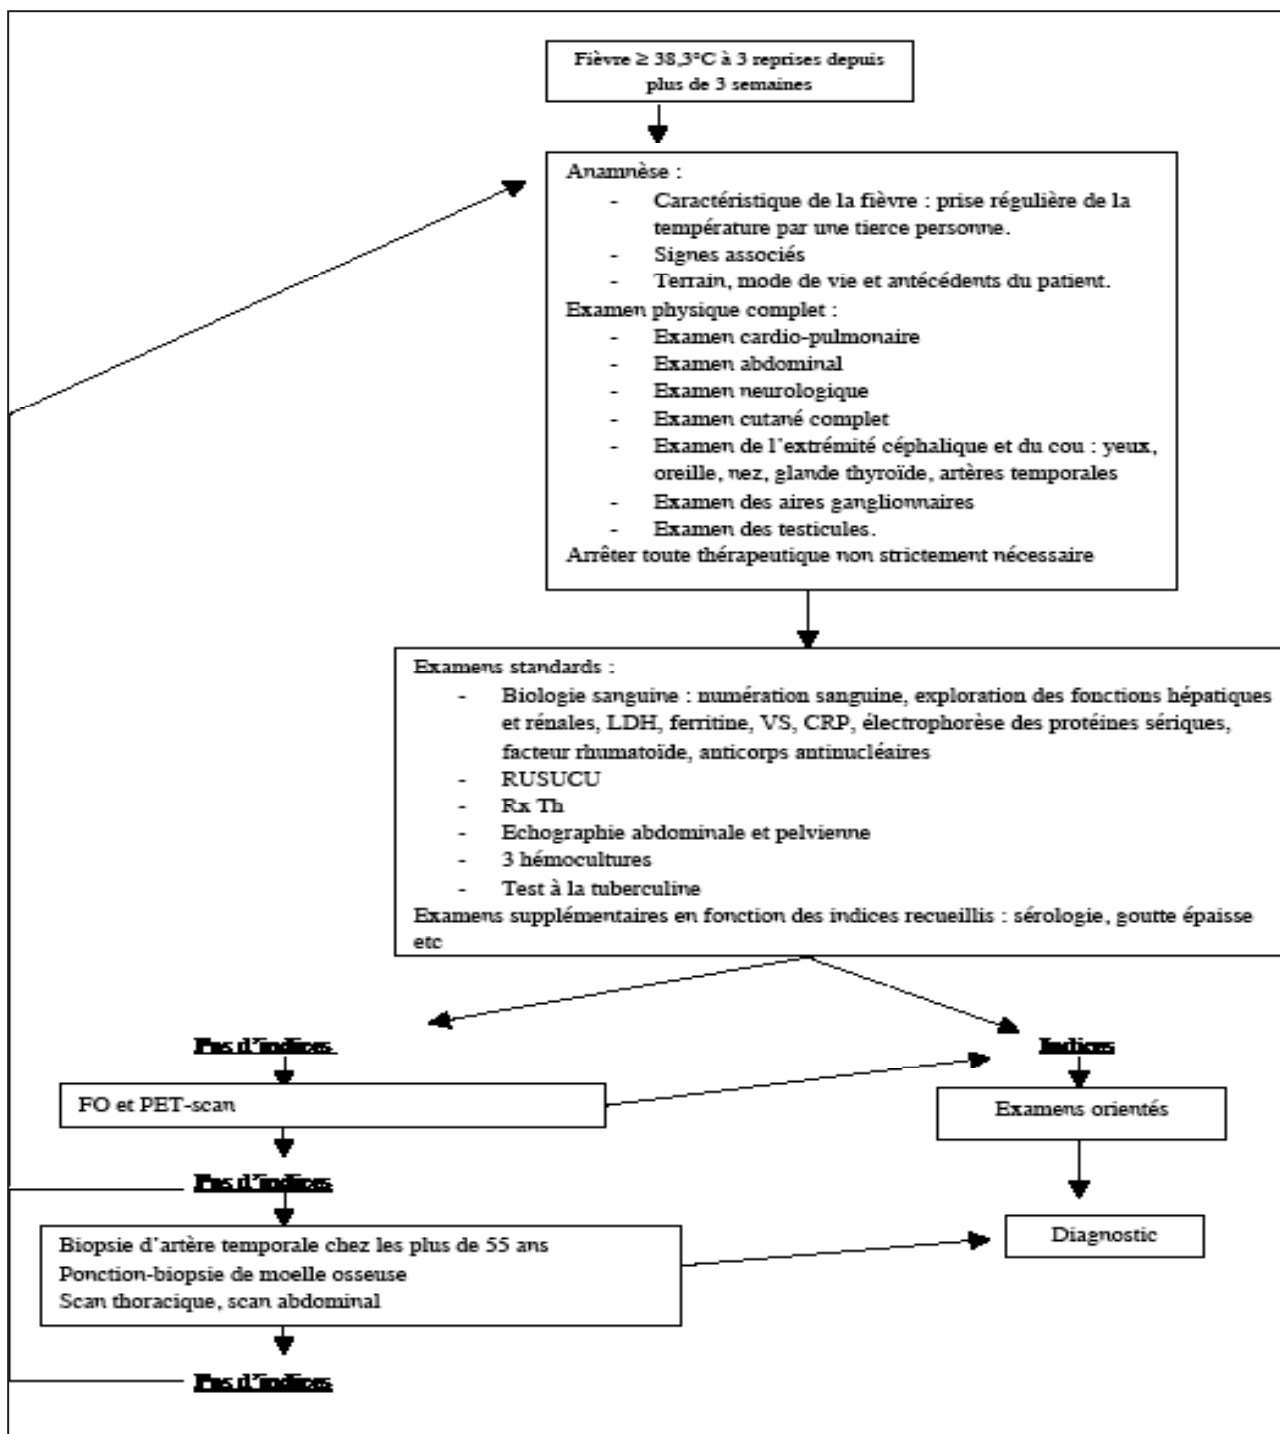 Fièvre ≥ 38,3°C à 3 reprises depuis
plus de 3 semaines
Anamnèse :
- Caractéristique de la fièvre : prise régulière de la
température par une tierce personne.
- Signes associés
- Terrain, mode de vie et antécédents du patient.
Examen physique complet :
- Examen cardio-pulmonaire
- Examen abdominal
- Examen neurologique
- Examen cutané complet
- Examen de l’extrémité céphalique et du cou : yeux,
oreille, nez, glande thyroïde, artères temporales
- Examen des aires ganglionnaires
- Examen des testicules.
Arrêter toute thérapeutique non strictement nécessaire
Examens standards :
- Biologie sanguine : numération sanguine, exploration des fonctions hépatiques
et rénales, LDH, ferritine, VS, CRP, électrophorèse des protéines sériques,
facteur rhumatoïde, anticorps antinucléaires
- RUSUCU
- Rx Th
- Echographie abdominale et pelvienne
- 3 hémocultures
- Test à la tuberculine
Examens supplémentaires en fonction des indices recueillis : sérologie, goutte épaisse
etc
Pas d’indices
Indices
FO et PET-scan
Examens orientés
Pas d’indices
Diagnostic
Biopsie d’artère temporale chez les plus de 55 ans
Ponction-biopsie de moelle osseuse
Scan thoracique, scan abdominal
Pas d’indices